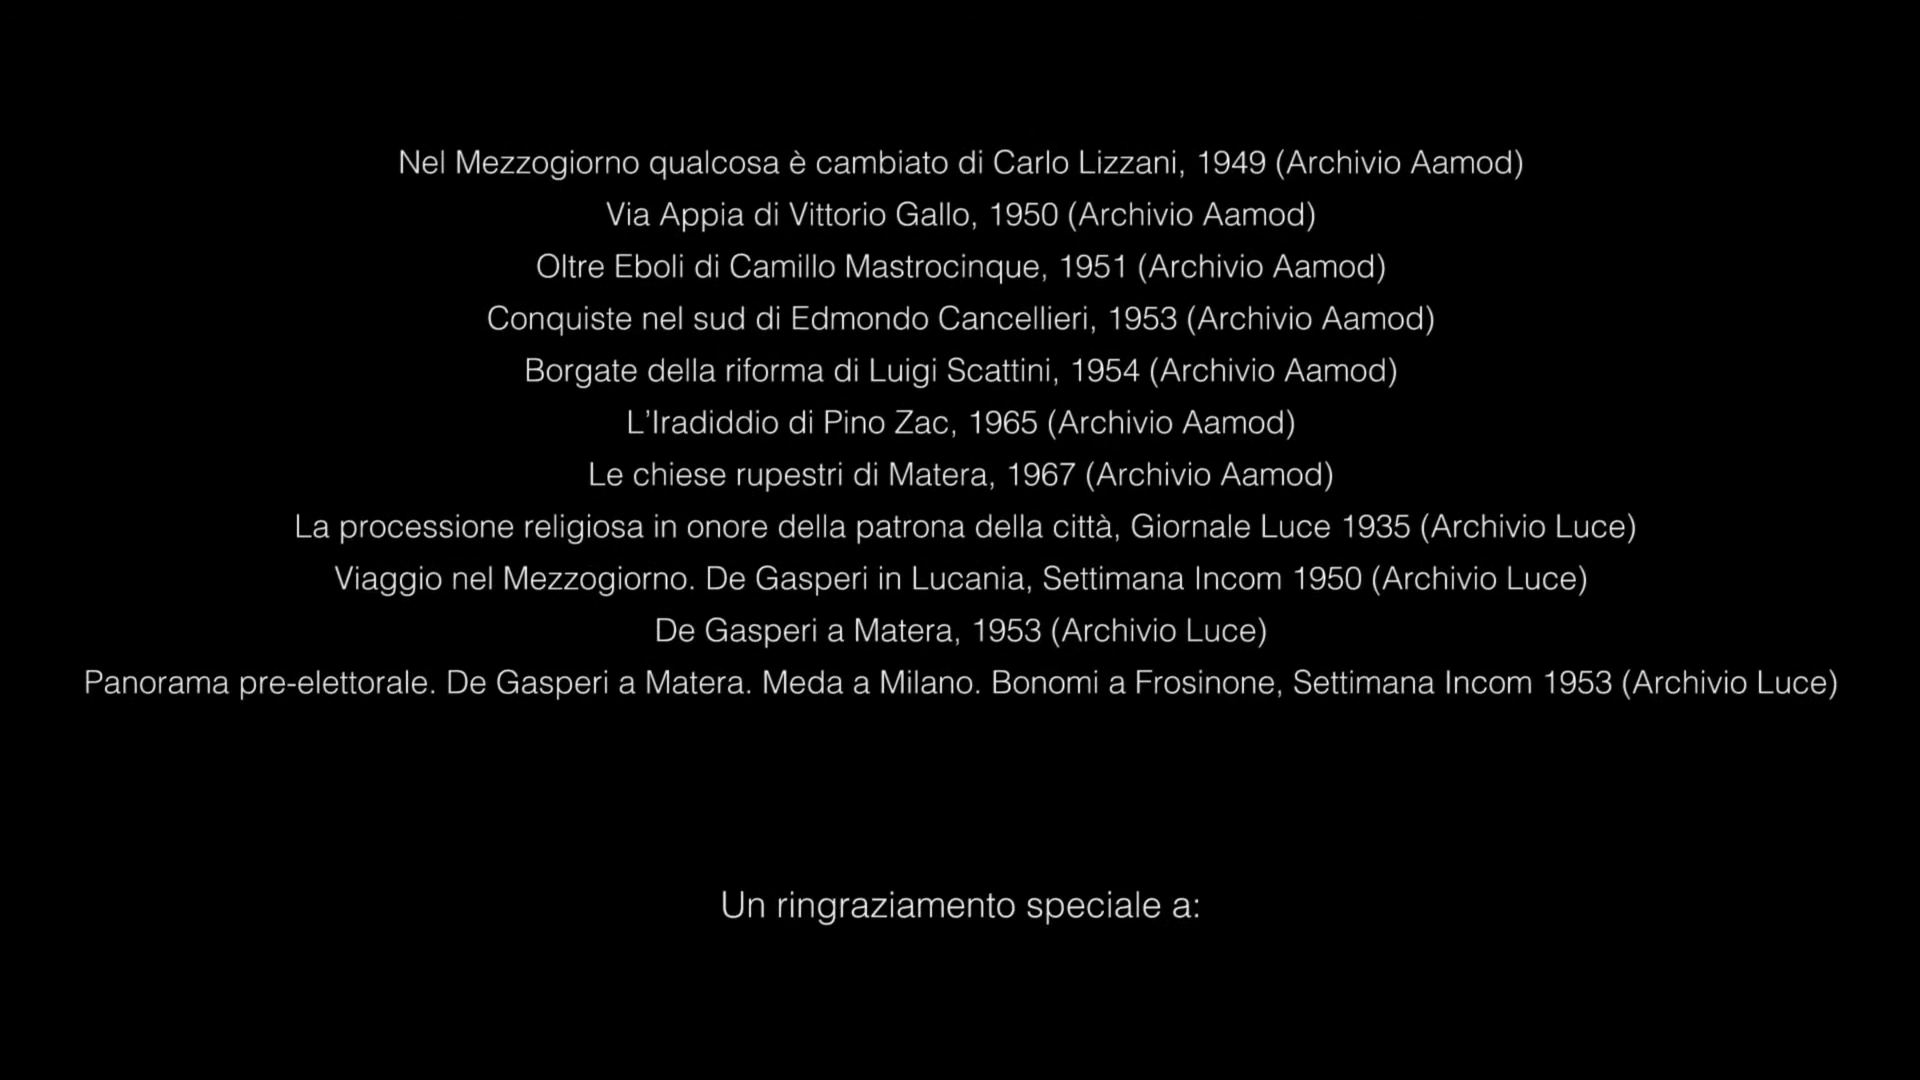 Nel Mezzogiorno qualcosa è cambiato di Carlo Lizzani, 1949 (Archivio Aamod)
Via Appia di Vittorio Gallo, 1950 (Archivio Aamod)
Oltre Eboli di Camillo Mastrocinque, 1951 (Archivio Aamod)
Conquiste nel sud di Edmondo Cancellieri, 1953 (Archivio Aamod)
Borgate della riforma di Luigi Scattini, 1954 (Archivio Aamod)
L’Iradiddio di Pino Zac, 1965 (Archivio Aamod)
Le chiese rupestri di Matera, 1967 (Archivio Aamod)
La processione religiosa in onore della patrona della città, Giornale Luce 1935 (Archivio Luce)
Viaggio nel Mezzogiorno. De Gasperi in Lucania, Settimana Incom 1950 (Archivio Luce)
De Gasperi a Matera, 1953 (Archivio Luce)
Panorama pre-elettorale. De Gasperi a Matera. Meda a Milano. Bonomi a Frosinone, Settimana Incom 1953 (Archivio Luce)
Un ringraziamento speciale a: